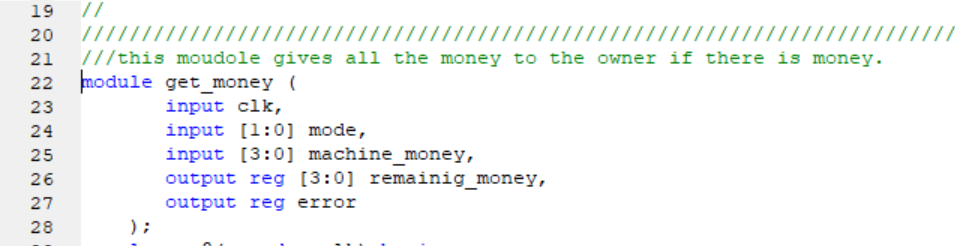 19 //
20 //////////////////////////////////////////////////////////////////////////
21 ///this moudole gives all the money to the owner if there is money.
22 module get_money (
23 input clk,
24 input [1:0] mode,
25 input [3:0] machine_money,
26 output reg [3:0] remainig_money,
27 output reg error
28 );